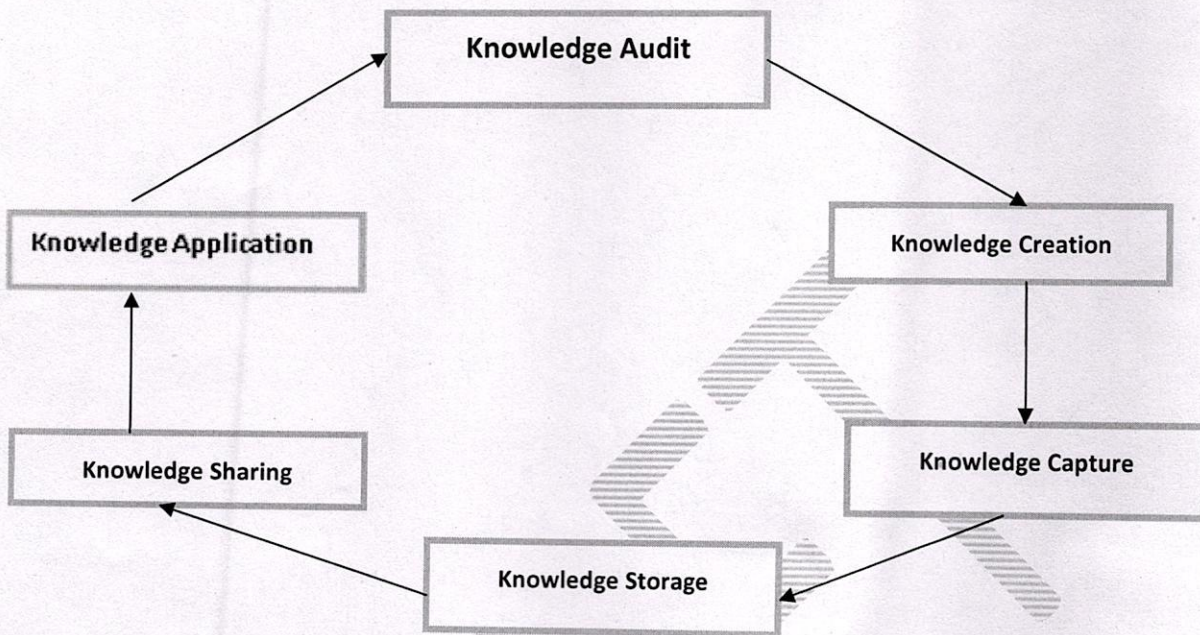 Knowledge Audit
Knowledge Application
Knowledge Creation
Knowledge Sharing
Knowledge Capture
Knowledge Storage